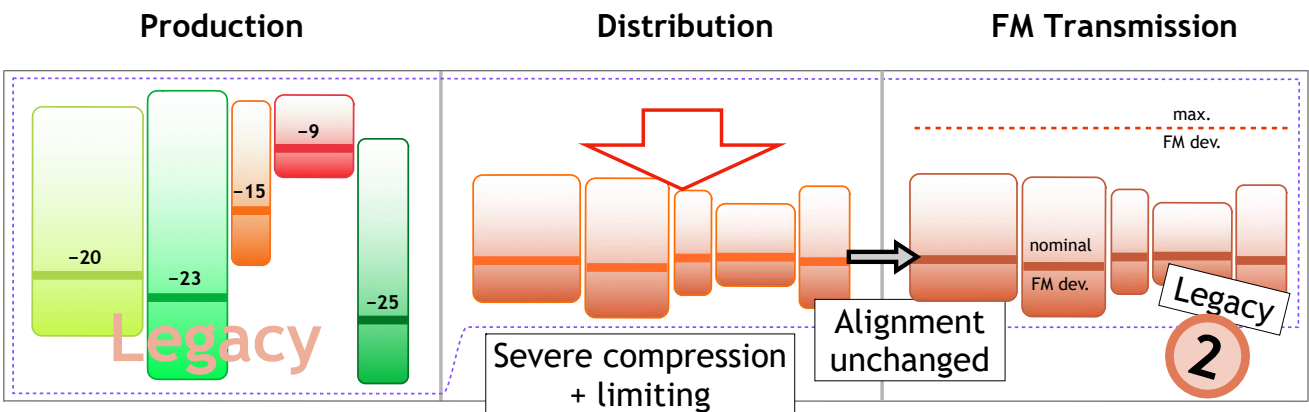 Production
Distribution
FM Transmission
−20
−23
−15
−9
−25
Legacy
Severe compression
+ limiting
Alignment
unchanged
max.
FM dev.
nominal
FM dev.
Legacy
2